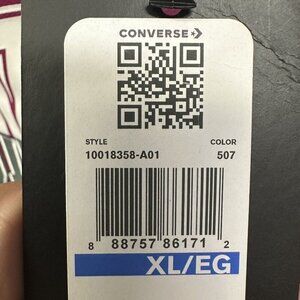 CONVERSE
STYLE COLOR
10018358-A01 507
8 88757 86171 2
XL/EG